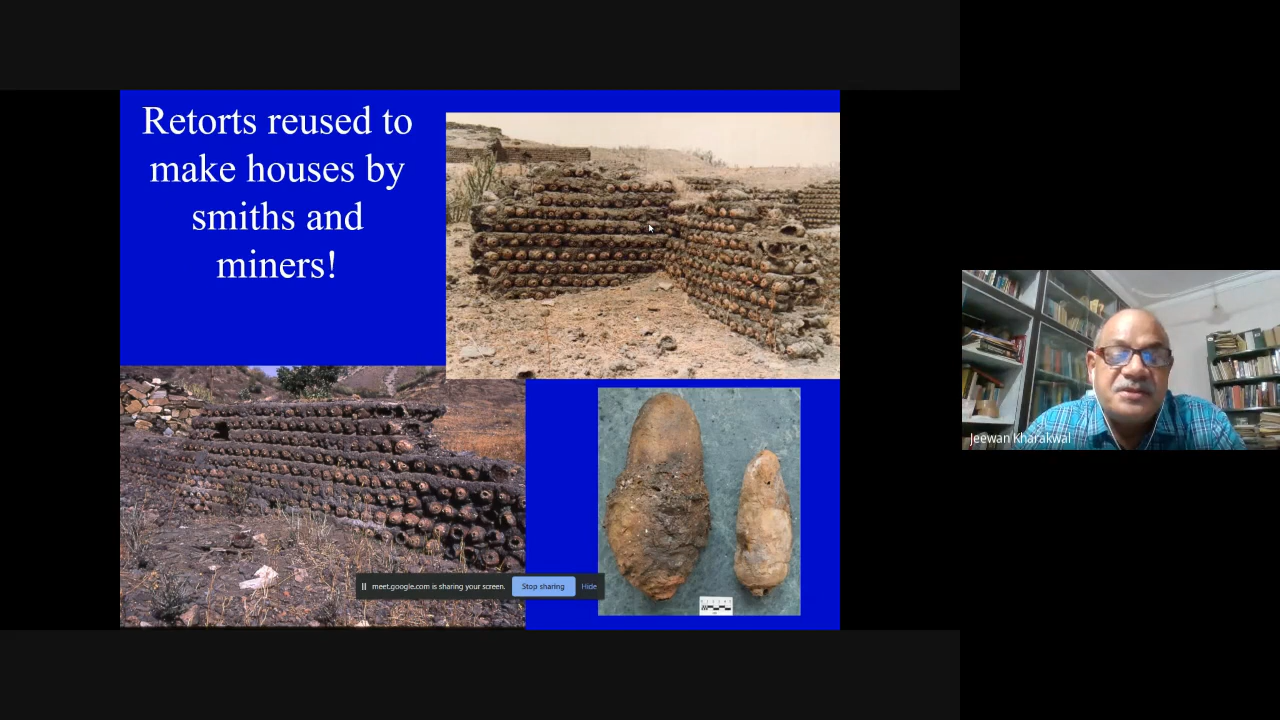 Retorts reused to
make houses by
smiths and
miners!
meet.google.com is sharing your screen.
Stop sharing
Hide
Jeewan Kharakwal